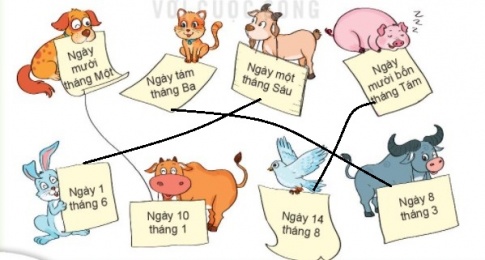 VỚI CUỘC SỐNG
Ngày
mười
tháng Một
Ngày tám
tháng Ba
Ngày một
tháng Sáu
Ngày
mười bốn
tháng Tám
Z
Z
Z
Ngày 1
tháng 6
Ngày 10
tháng 1
Ngày 14
tháng 8
Ngày 8
tháng 3